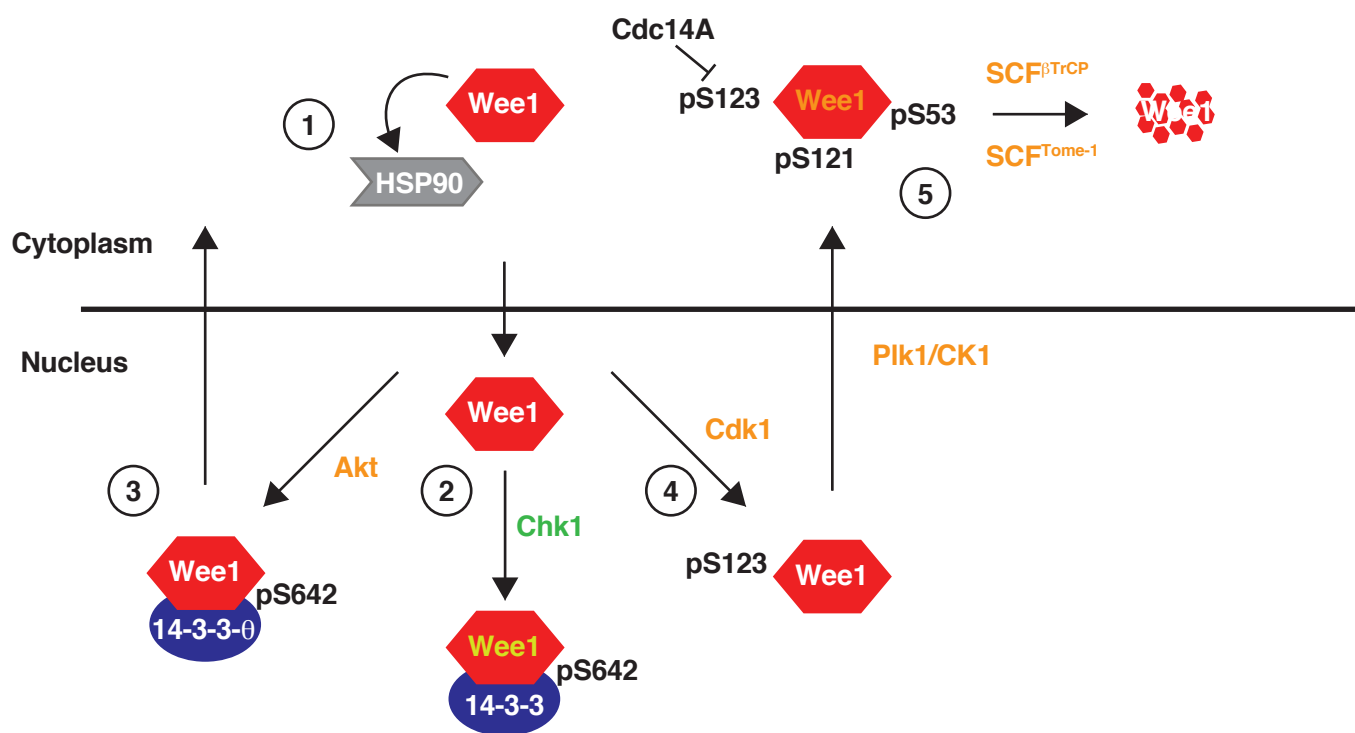 Cdc14A
1
Wee1
HSP90
pS123
Wee1
pS53
pS121
SCFβTrCP
SCFTome-1
Wee1
5
Cytoplasm
Nucleus
Wee1
Plk1/CK1
Akt
Cdk1
3
2
4
Chk1
Wee1
pS642
14-3-3-θ
pS123
Wee1
Wee1
pS642
14-3-3